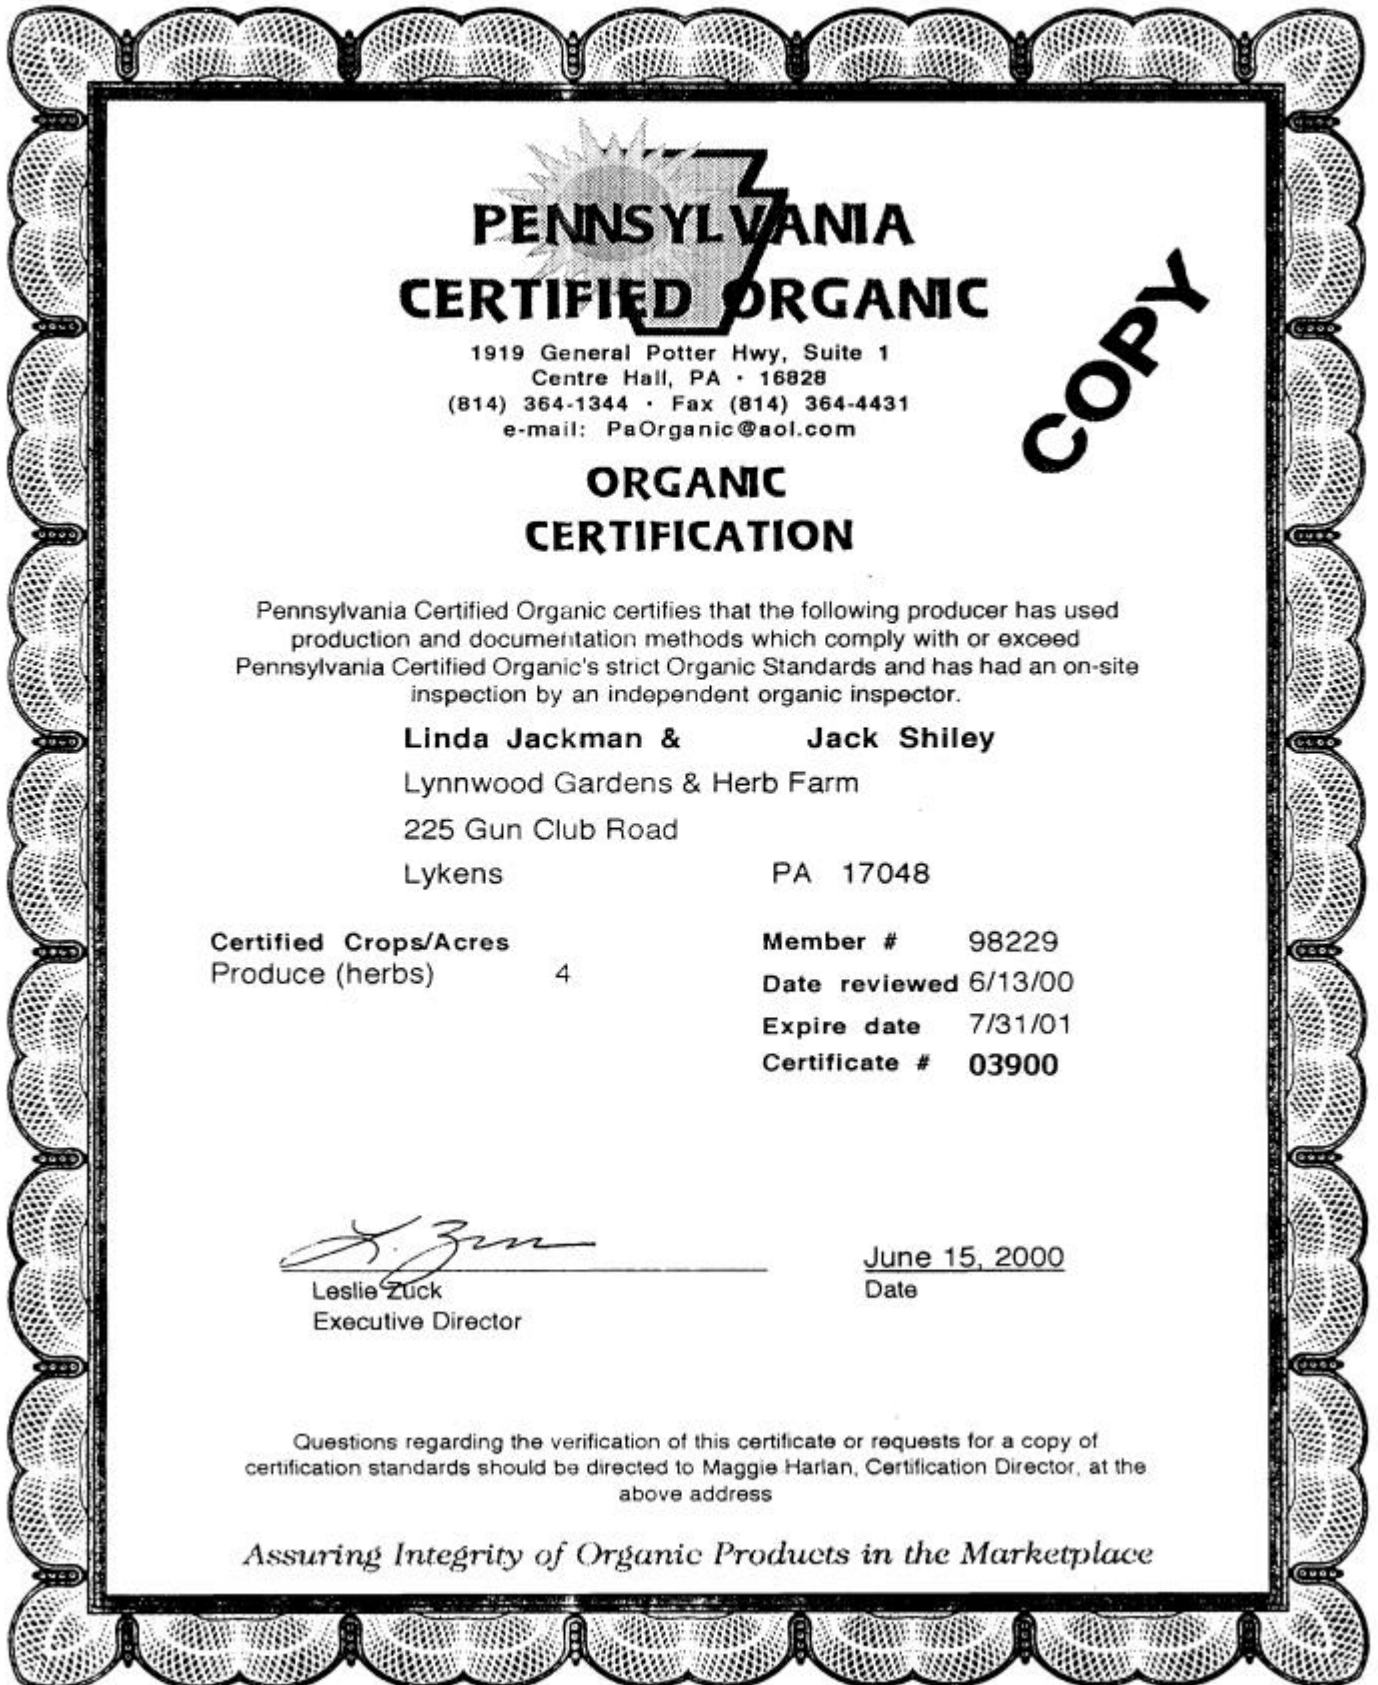 PENNSYLVANIA
CERTIFIED ORGANIC
1919 General Potter Hwy, Suite 1
Centre Hall, PA · 16828
(814) 364-1344 · Fax (814) 364-4431
e-mail: PaOrganic@aol.com
COPY
ORGANIC
CERTIFICATION
Pennsylvania Certified Organic certifies that the following producer has used
production and documentation methods which comply with or exceed
Pennsylvania Certified Organic's strict Organic Standards and has had an on-site
inspection by an independent organic inspector.
Linda Jackman & Jack Shiley
Lynnwood Gardens & Herb Farm
225 Gun Club Road
Lykens PA 17048
Certified Crops/Acres
Produce (herbs) 4
Member # 98229
Date reviewed 6/13/00
Expire date 7/31/01
Certificate # 03900
L. Zuck
Leslie Zuck
Executive Director
June 15, 2000
Date
Questions regarding the verification of this certificate or requests for a copy of
certification standards should be directed to Maggie Harlan, Certification Director, at the
above address
Assuring Integrity of Organic Products in the Marketplace